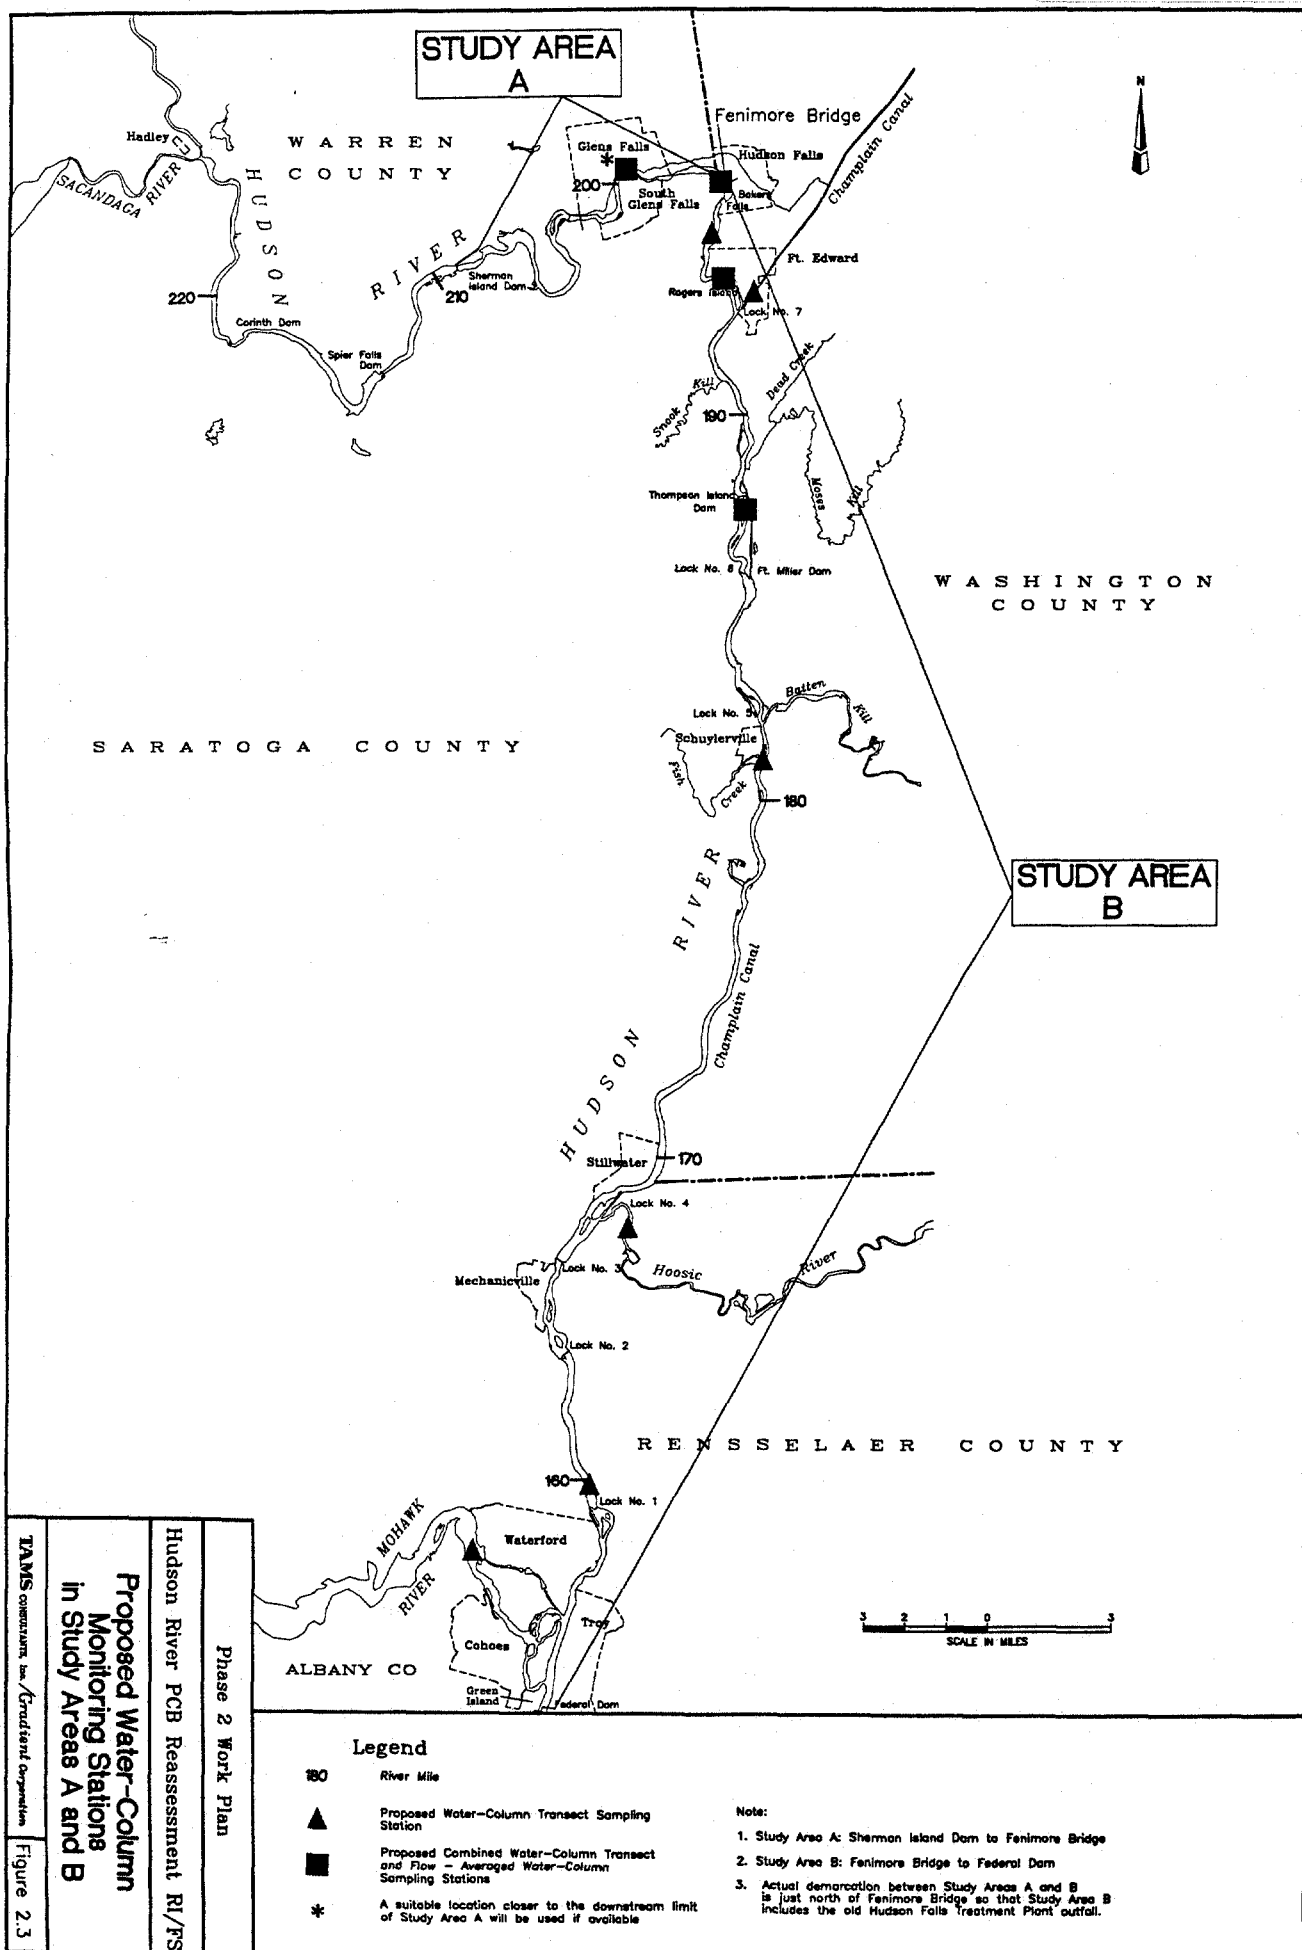 STUDY AREA
A
N
Fenimore Bridge
Champlain Canal
Hadley
WARREN
COUNTY
Glens Falls
*
Hudson Falls
SACANDAGA
RIVER
HUDSON
RIVER
200
South
Glens Falls
Bakers
Falls
Ft. Edward
Sherman
Island Dam
210
220
Rogers Island
Lock No. 7
Corinth Dam
Spier Falls
Dam
Dead Creek
Snook
Kill
190
Moses
Kill
Thompson Island
Dam
Lock No. 6
Ft. Miller Dam
WASHINGTON
COUNTY
Batten
Kill
Lock No. 5
Schuylerville
SARATOGA COUNTY
Fish
Creek
180
STUDY AREA
B
HUDSON
RIVER
Champlain Canal
Stillwater
170
Lock No. 4
Hoosic
River
Lock No. 3
Mechanicville
Lock No. 2
RENSSELAER COUNTY
160
Lock No. 1
MOHAWK
RIVER
Waterford
Troy
Cohoes
ALBANY CO
Green
Island
Federal Dam
3 2 1 0 3
SCALE IN MILES
Legend
180 River Mile
Proposed Water-Column Transect Sampling
Station
Proposed Combined Water-Column Transect
and Flow - Averaged Water-Column
Sampling Stations
* A suitable location closer to the downstream limit
of Study Area A will be used if available
Note:
1. Study Area A: Sherman Island Dam to Fenimore Bridge
2. Study Area B: Fenimore Bridge to Federal Dam
3. Actual demarcation between Study Areas A and B
is just north of Fenimore Bridge so that Study Area B
includes the old Hudson Falls Treatment Plant outfall.
Phase 2 Work Plan
Hudson River PCB Reassessment RI/FS
Proposed Water-Column
Monitoring Stations
in Study Areas A and B
TAMS CONSULTANTS, Inc./Gradient Corporation
Figure 2.3